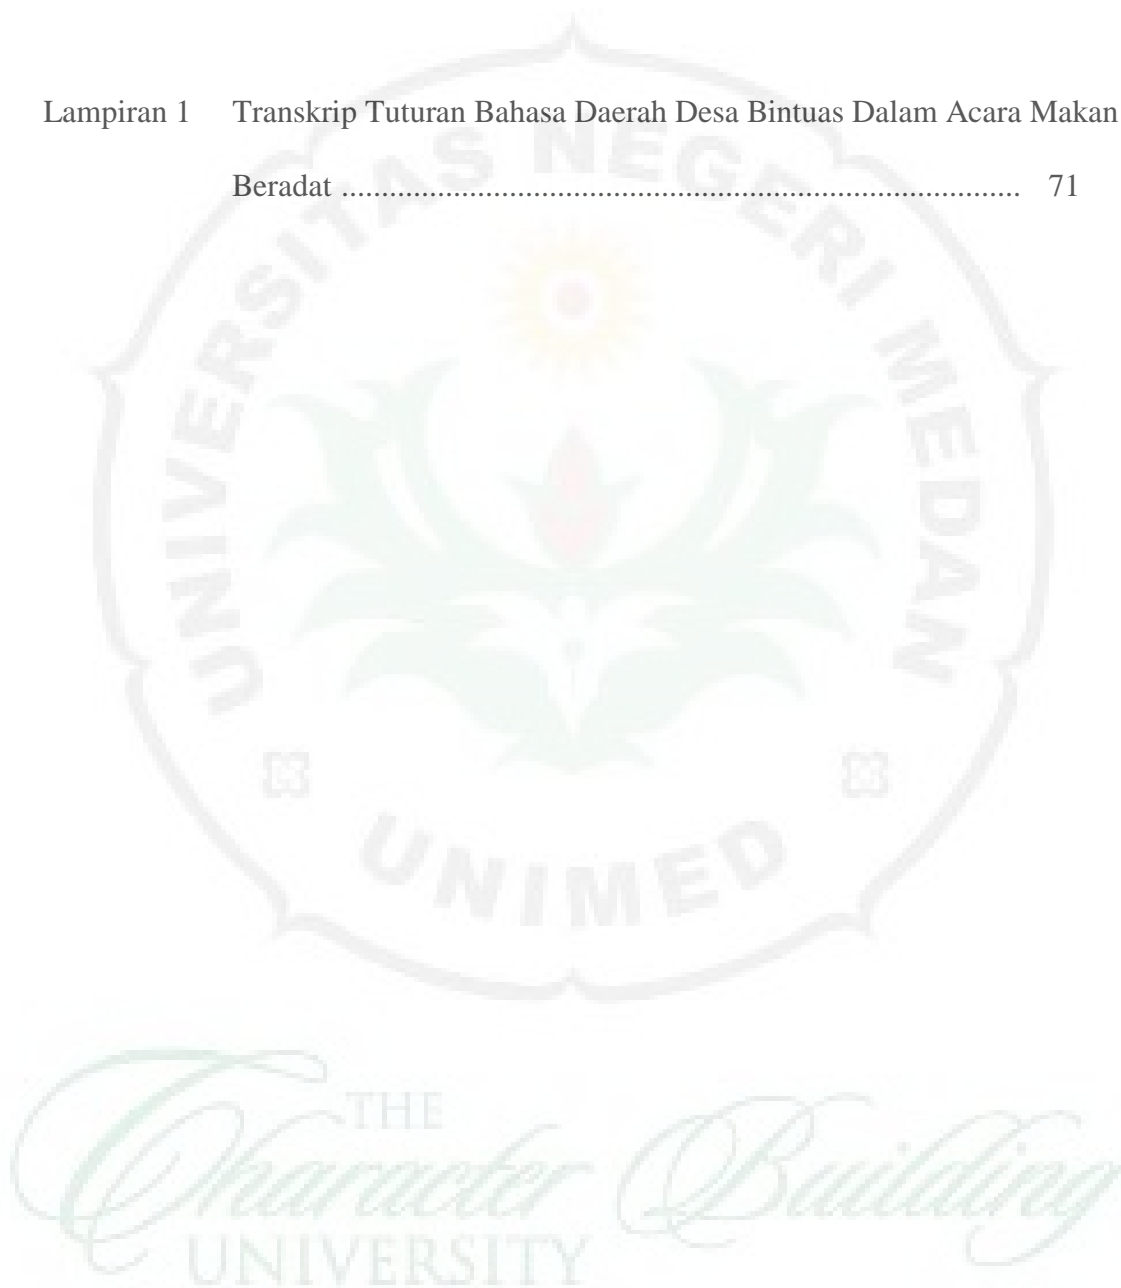 Lampiran 1 Transkrip Tuturan Bahasa Daerah Desa Bintuas Dalam Acara Makan
Beradat ...................................................................................... 71
UNIVERSITAS NEGERI MEDAN
UNIMED
THE
Character Building
UNIVERSITY